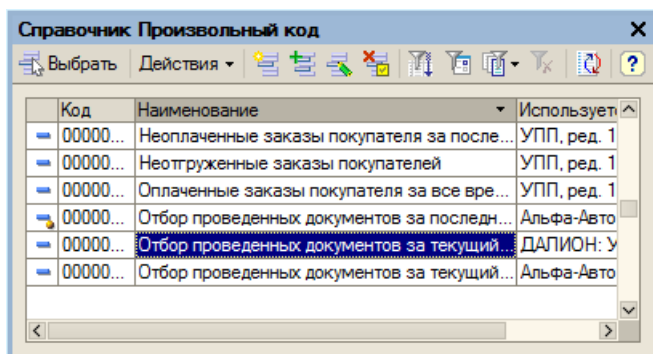 Справочник Произвольный код
Выбрать Действия ?
Код Наименование Используетс
00000... Неоплаченные заказы покупателя за после... УПП, ред. 1
00000... Неотгруженные заказы покупателей УПП, ред. 1
00000... Оплаченные заказы покупателя за все вре... УПП, ред. 1
00000... Отбор проведенных документов за последн... Альфа-Авто
00000... Отбор проведенных документов за текущий... ДАЛИОН: У
00000... Отбор проведенных документов за текущий... Альфа-Авто